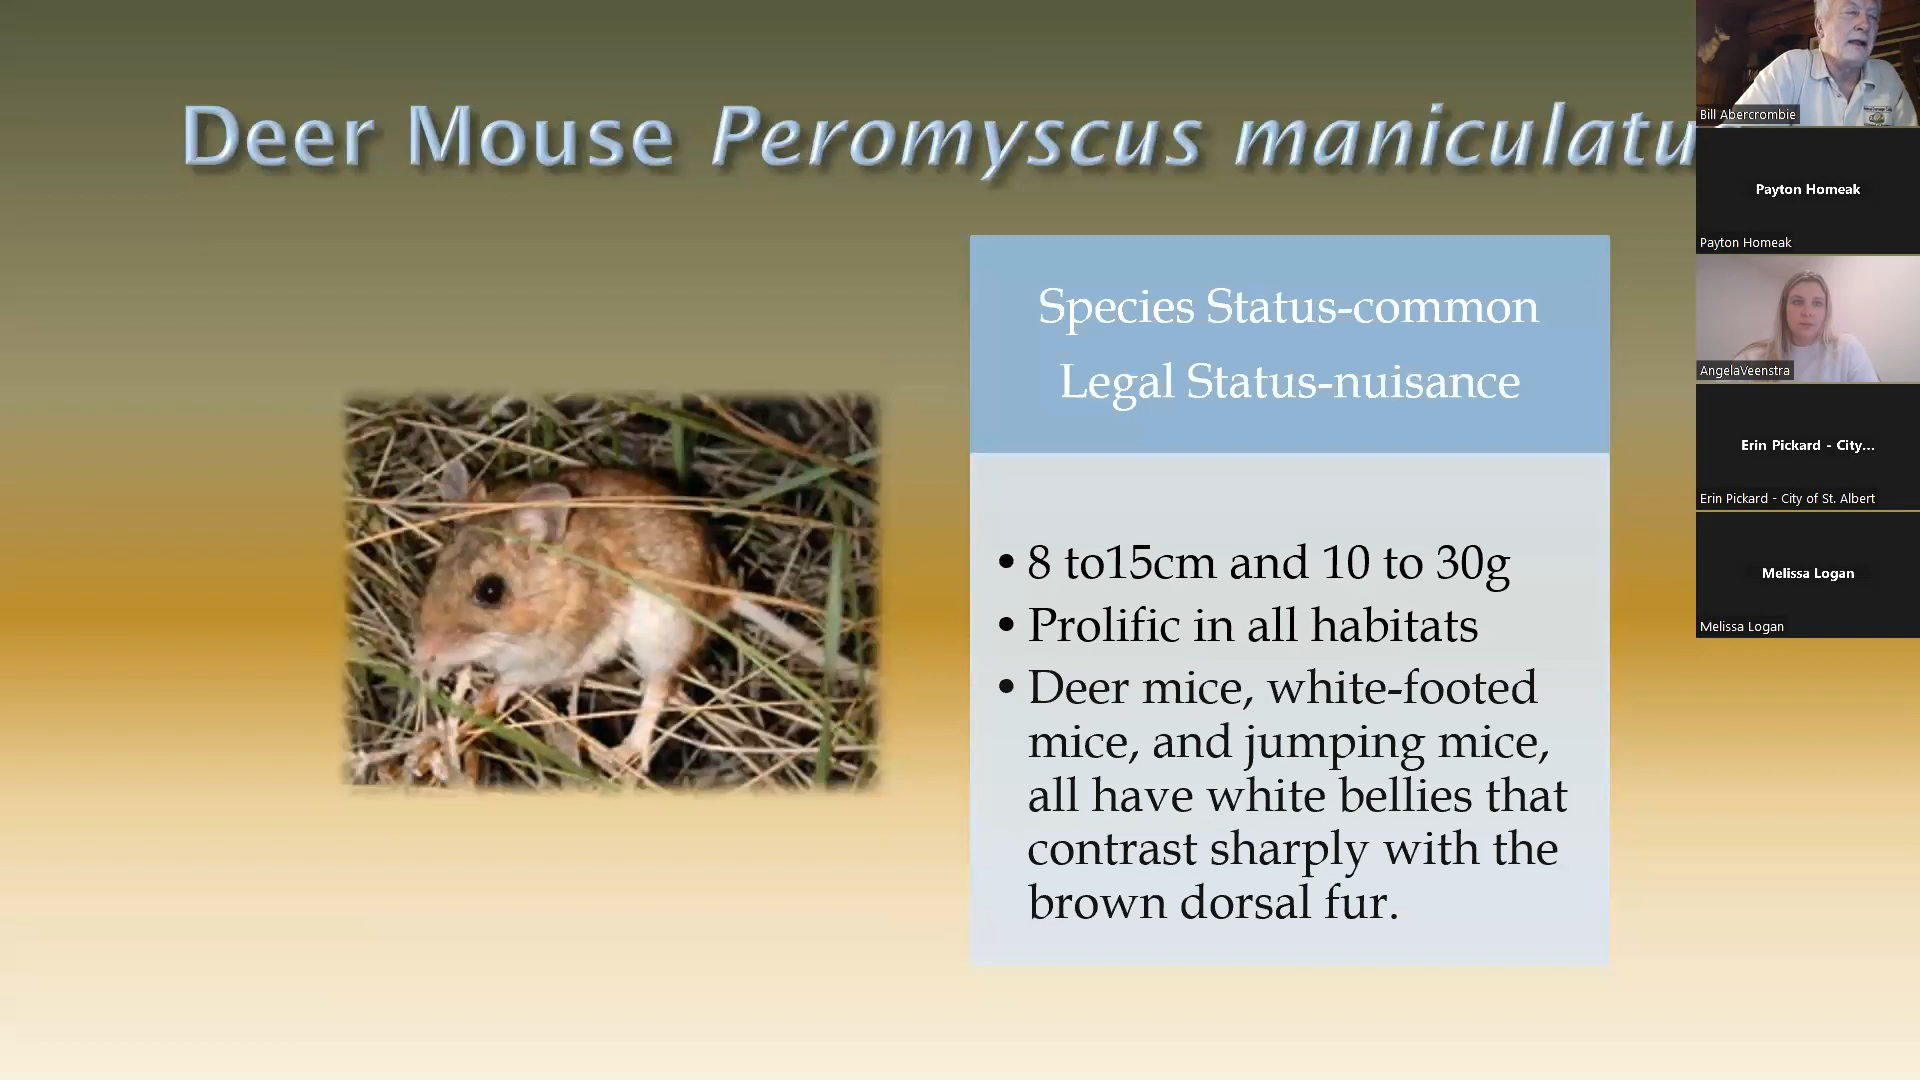 Deer Mouse Peromyscus maniculatu
Species Status-common
Legal Status-nuisance
• 8 to15cm and 10 to 30g
• Prolific in all habitats
• Deer mice, white-footed
mice, and jumping mice,
all have white bellies that
contrast sharply with the
brown dorsal fur.
Bill Abercrombie
Payton Homeak
Payton Homeak
AngelaVeenstra
Erin Pickard - City...
Erin Pickard - City of St. Albert
Melissa Logan
Melissa Logan